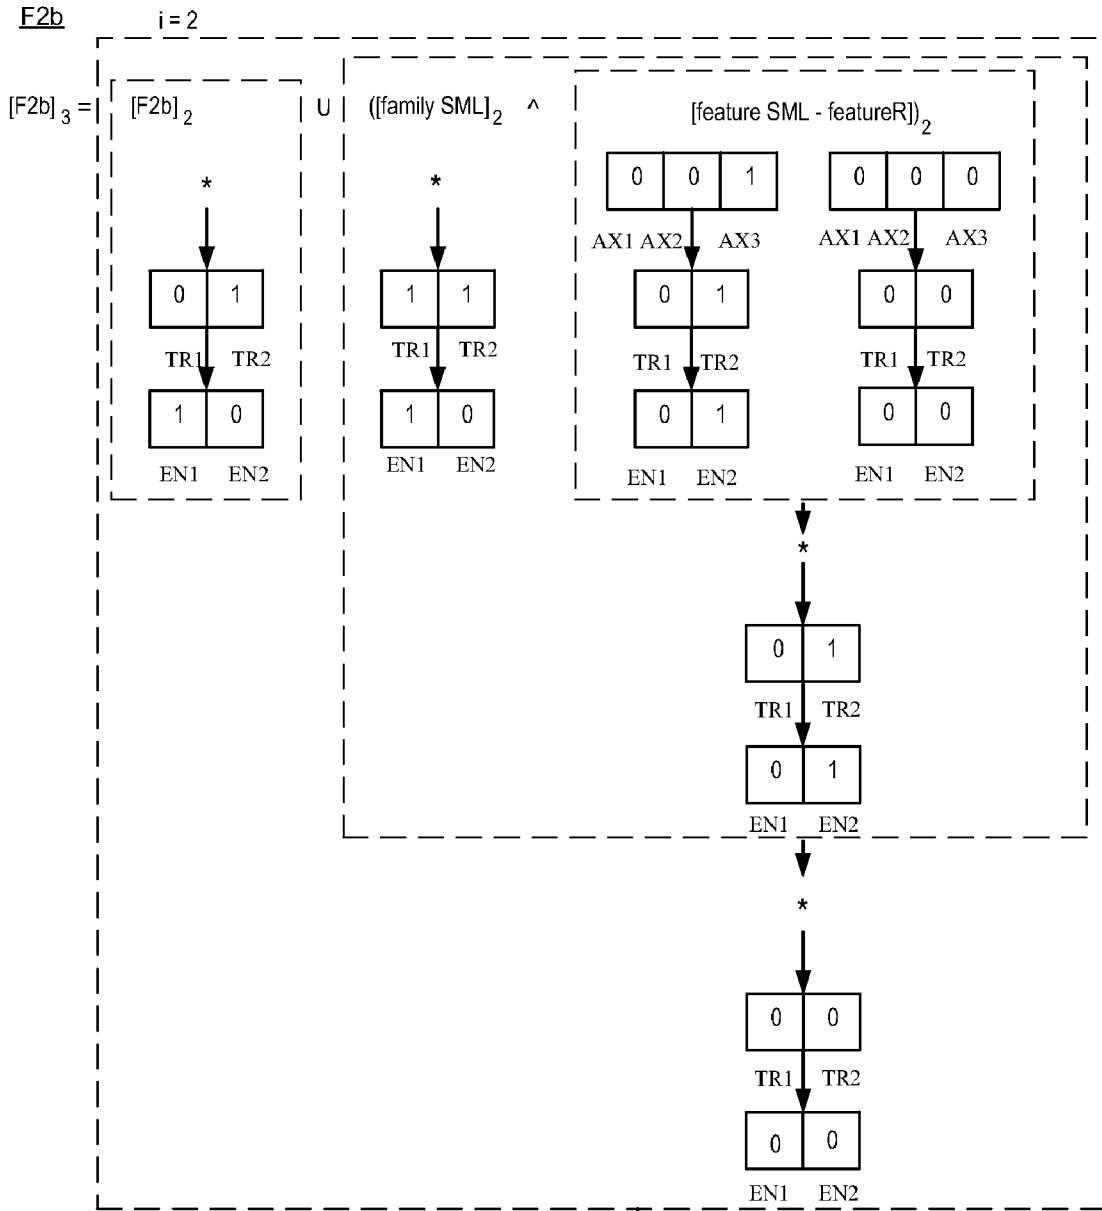 F2b
i = 2
[F2b]3 = [F2b]2 U ([family SML]2 ^ [feature SML - featureR])2
0 0 1 0 0 0
* *
AX1 AX2 AX3 AX1 AX2 AX3
0 1 1 1 0 1 0 0
TR1 TR2 TR1 TR2 TR1 TR2 TR1 TR2
1 0 1 0 0 1 0 0
EN1 EN2 EN1 EN2 EN1 EN2 EN1 EN2
*
0 1
TR1 TR2
0 1
EN1 EN2
*
0 0
TR1 TR2
0 0
EN1 EN2